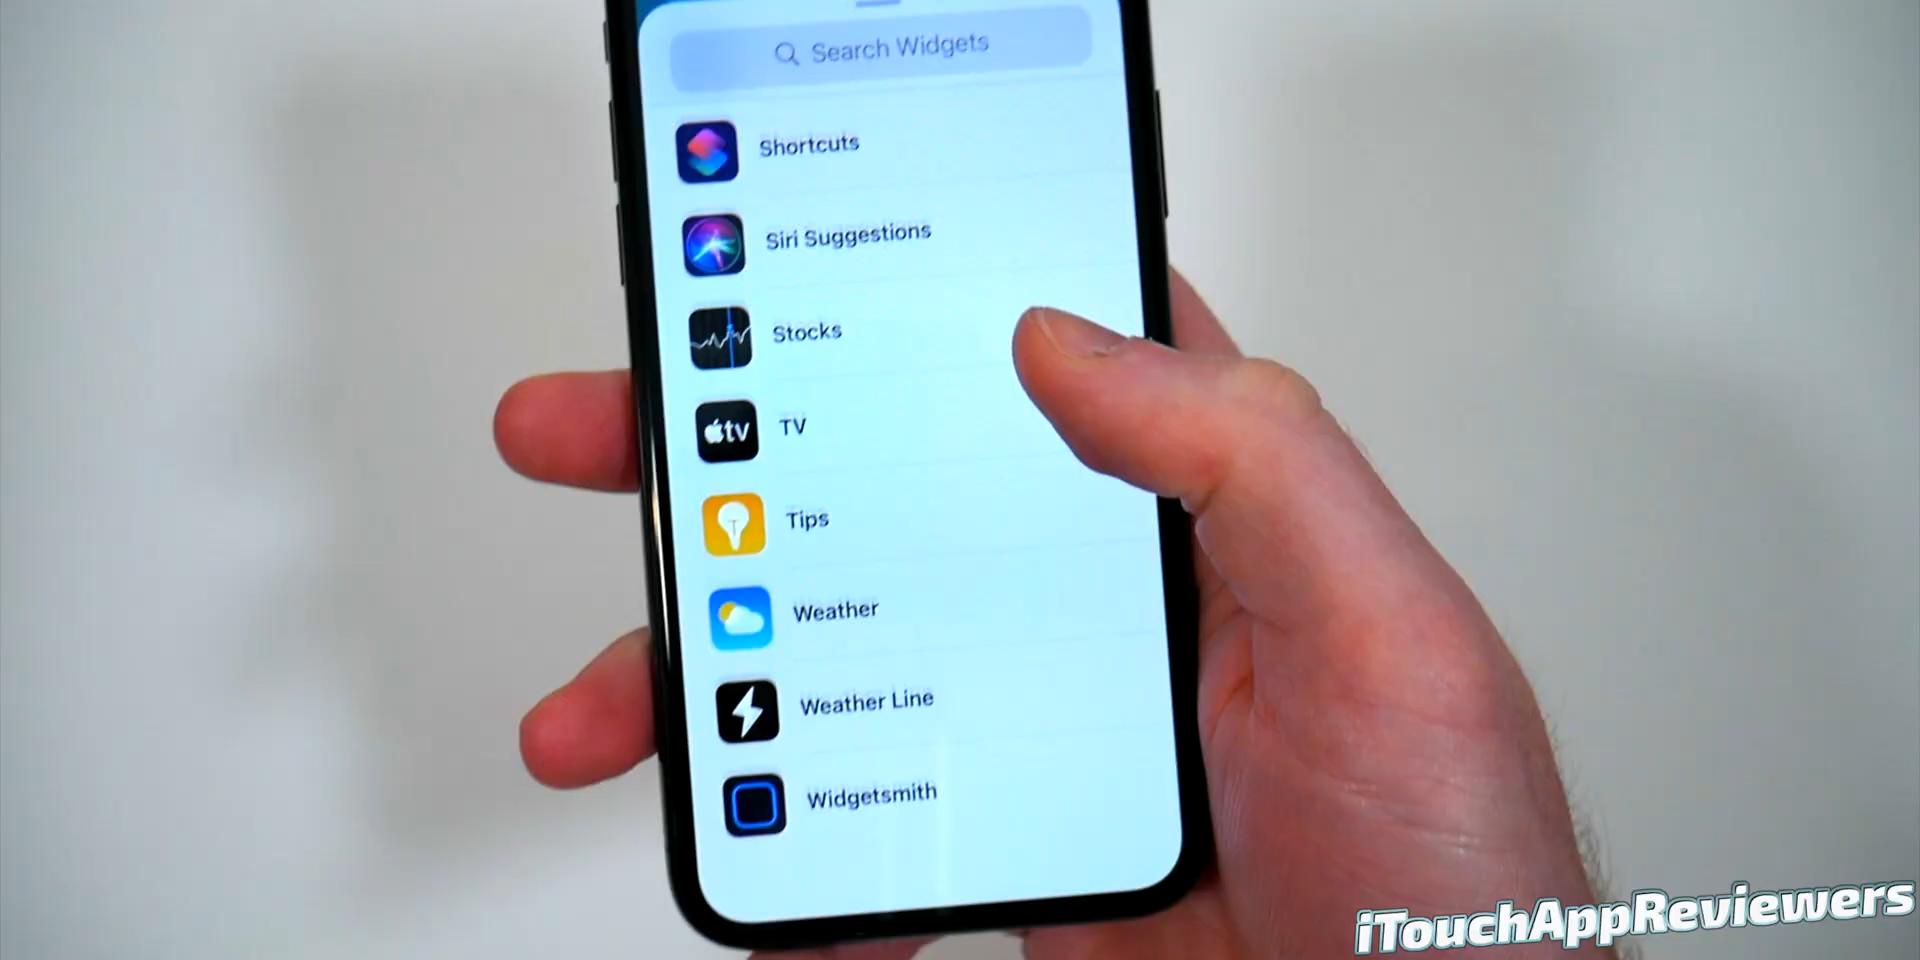 Search Widgets
Shortcuts
Siri Suggestions
Stocks
tv TV
Tips
Weather
Weather Line
Widgetsmith
iTouchAppReviewers